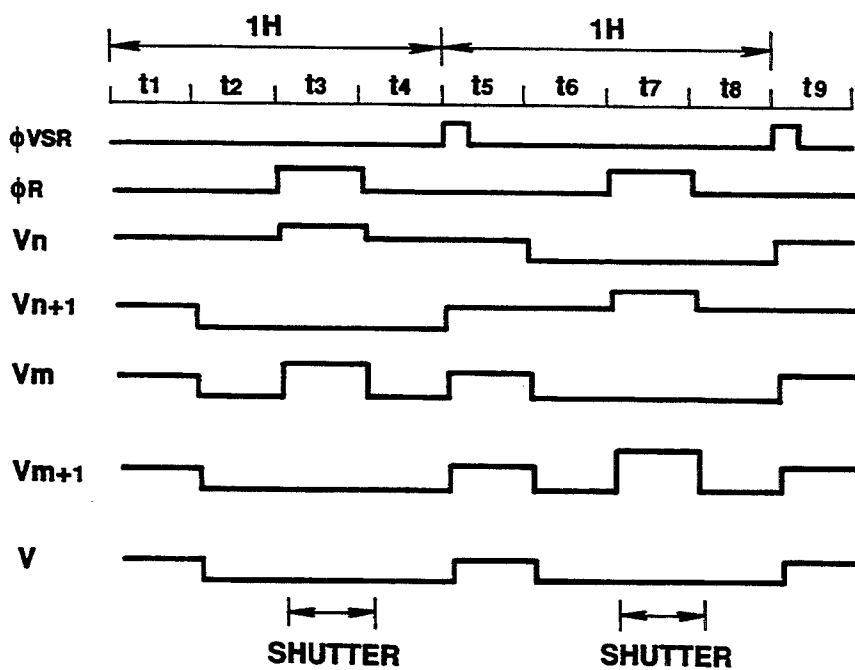 1H 1H
t1 t2 t3 t4 t5 t6 t7 t8 t9
ϕVSR
ϕR
Vn
Vn+1
Vm
Vm+1
V
SHUTTER SHUTTER